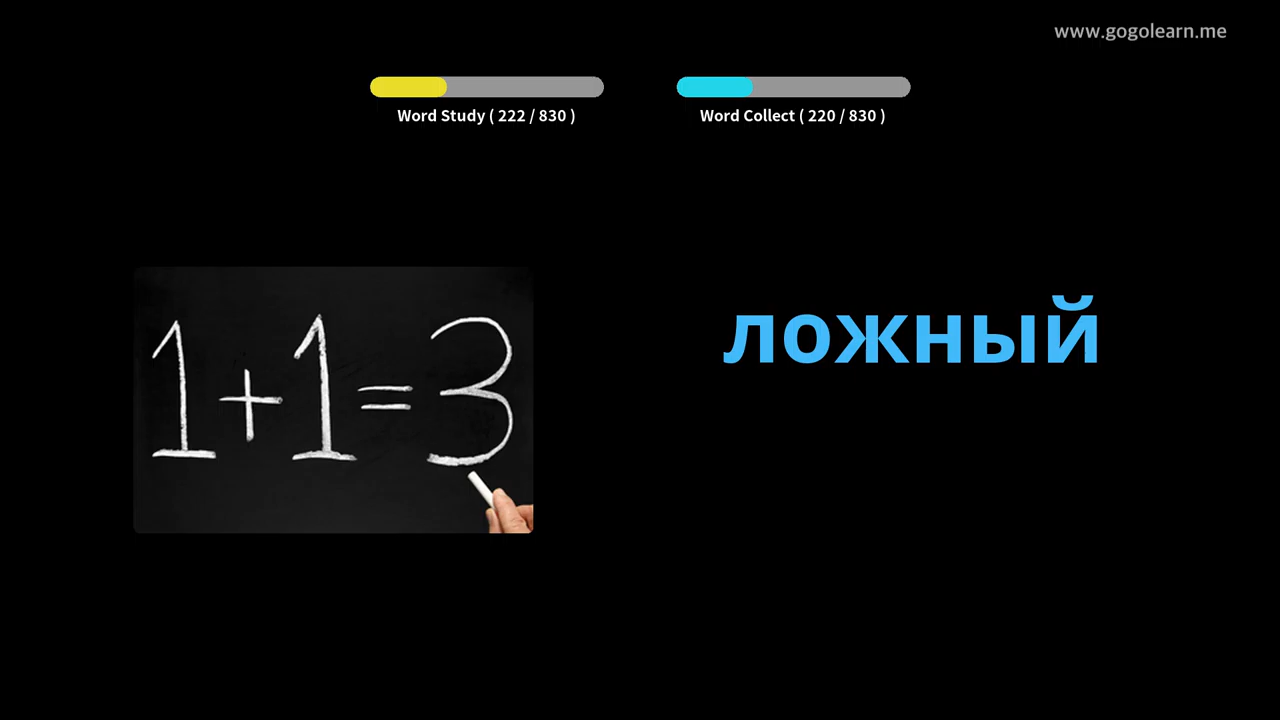 www.gogolearn.me
Word Study ( 222 / 830 )
Word Collect ( 220 / 830 )
ложный
1+1=3